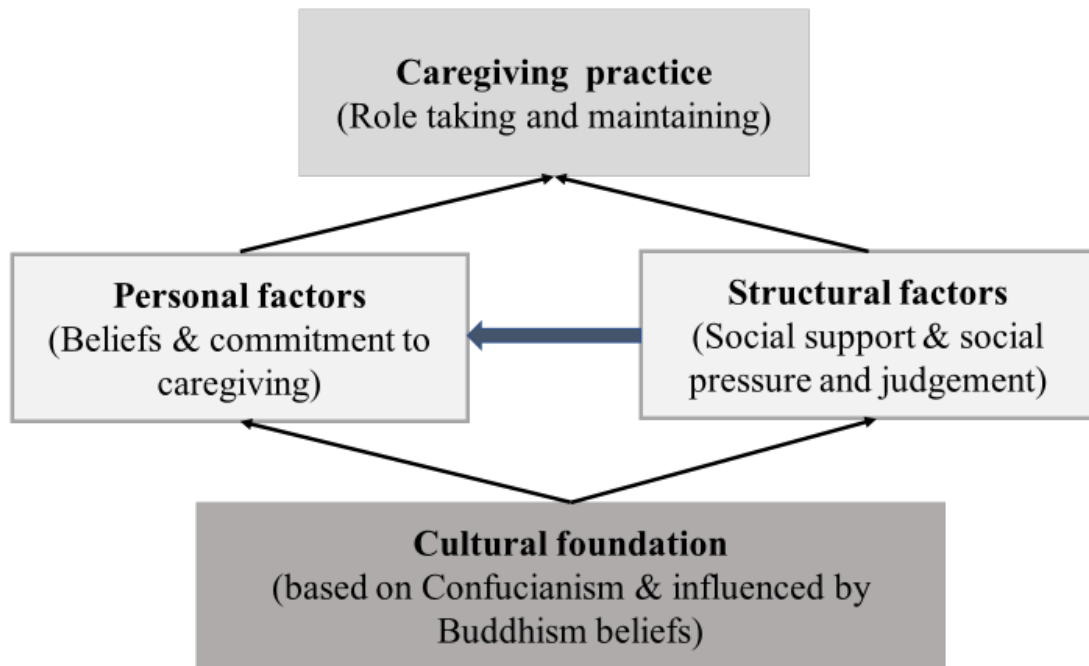 Caregiving practice
(Role taking and maintaining)
Personal factors
(Beliefs & commitment to
caregiving)
Structural factors
(Social support & social
pressure and judgement)
Cultural foundation
(based on Confucianism & influenced by
Buddhism beliefs)